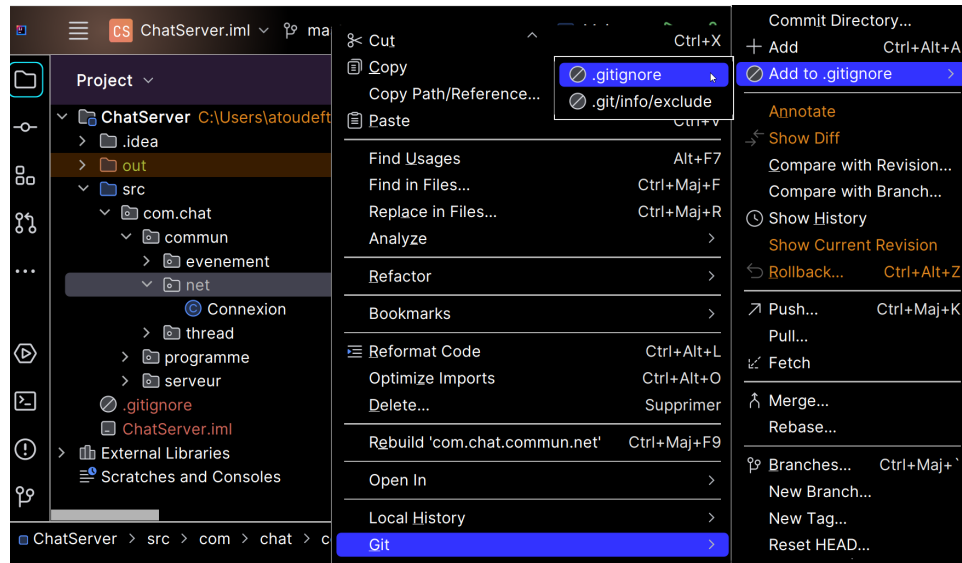 CS ChatServer.iml ma
Project
ChatServer C:\Users\atoudeft
.idea
out
src
com.chat
commun
evenement
net
C Connexion
thread
programme
serveur
.gitignore
ChatServer.iml
External Libraries
Scratches and Consoles
ChatServer > src > com > chat > c
Cut Ctrl+X
Copy
Copy Path/Reference...
Paste Ctrl+V
Find Usages Alt+F7
Find in Files... Ctrl+Maj+F
Replace in Files... Ctrl+Maj+R
Analyze
Refactor
Bookmarks
Reformat Code Ctrl+Alt+L
Optimize Imports Ctrl+Alt+O
Delete... Supprimer
Rebuild 'com.chat.commun.net' Ctrl+Maj+F9
Open In
Local History
Git
.gitignore
.git/info/exclude
Commit Directory...
Add Ctrl+Alt+A
Add to .gitignore
Annotate
Show Diff
Compare with Revision...
Compare with Branch...
Show History
Show Current Revision
Rollback... Ctrl+Alt+Z
Push... Ctrl+Maj+K
Pull...
Fetch
Merge...
Rebase...
Branches... Ctrl+Maj+`
New Branch...
New Tag...
Reset HEAD...